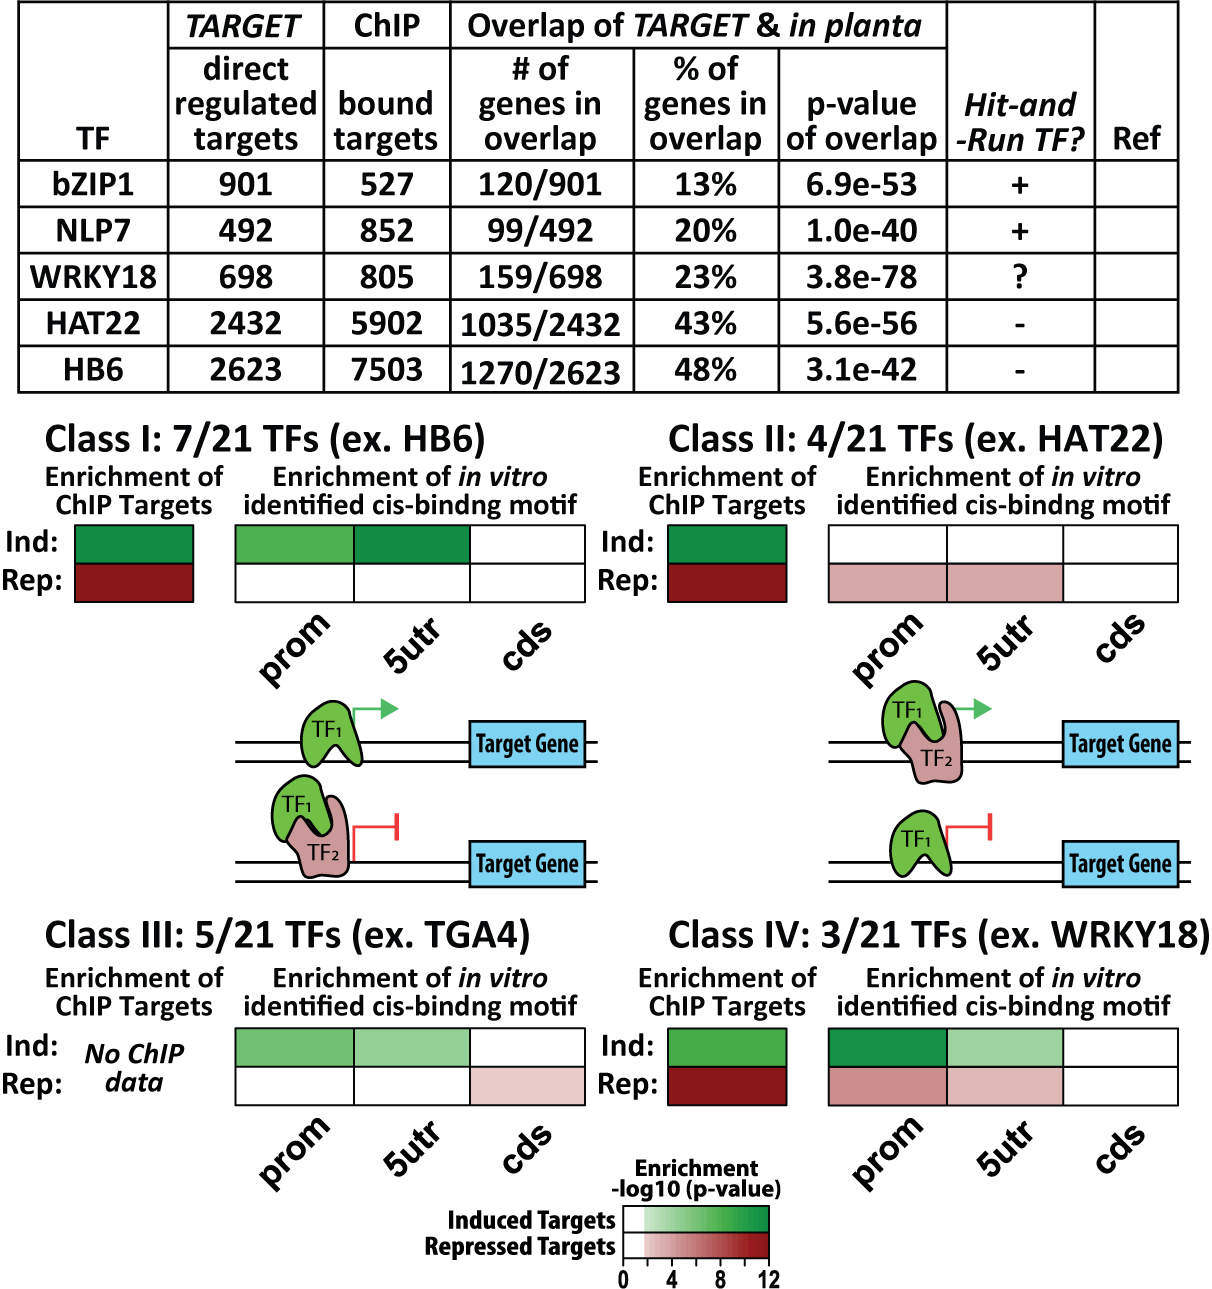 TARGET ChIP Overlap of TARGET & in planta
TF direct regulated targets bound targets # of genes in overlap % of genes in overlap p-value of overlap Hit-and -Run TF? Ref
bZIP1 901 527 120/901 13% 6.9e-53 +
NLP7 492 852 99/492 20% 1.0e-40 +
WRKY18 698 805 159/698 23% 3.8e-78 ?
HAT22 2432 5902 1035/2432 43% 5.6e-56 -
HB6 2623 7503 1270/2623 48% 3.1e-42 -
Class I: 7/21 TFs (ex. HB6)
Enrichment of ChIP Targets
Enrichment of in vitro
identified cis-bindng motif
Ind:
Rep:
prom 5utr cds
TF1
Target Gene
TF1
TF2
Target Gene
Class II: 4/21 TFs (ex. HAT22)
Enrichment of ChIP Targets
Enrichment of in vitro
identified cis-bindng motif
Ind:
Rep:
prom 5utr cds
TF1
TF2
Target Gene
TF1
Target Gene
Class III: 5/21 TFs (ex. TGA4)
Enrichment of ChIP Targets
Enrichment of in vitro
identified cis-bindng motif
Ind:
Rep:
No ChIP
data
prom 5utr cds
Class IV: 3/21 TFs (ex. WRKY18)
Enrichment of ChIP Targets
Enrichment of in vitro
identified cis-bindng motif
Ind:
Rep:
prom 5utr cds
Enrichment
-log10 (p-value)
Induced Targets
Repressed Targets
0 4 8 12